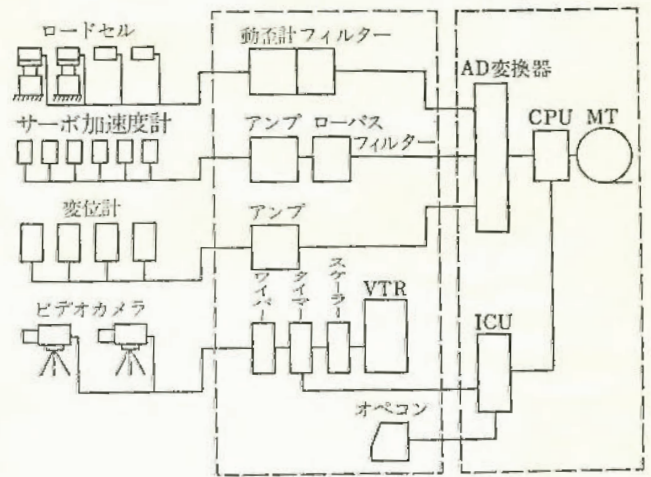 ロードセル
動歪計フィルター
AD変換器
CPU MT
サーボ加速度計
アンプ ローパス
フィルター
変位計
アンプ
ワイパー
タイマー
スケーラー
VTR
ビデオカメラ
ICU
オペコン